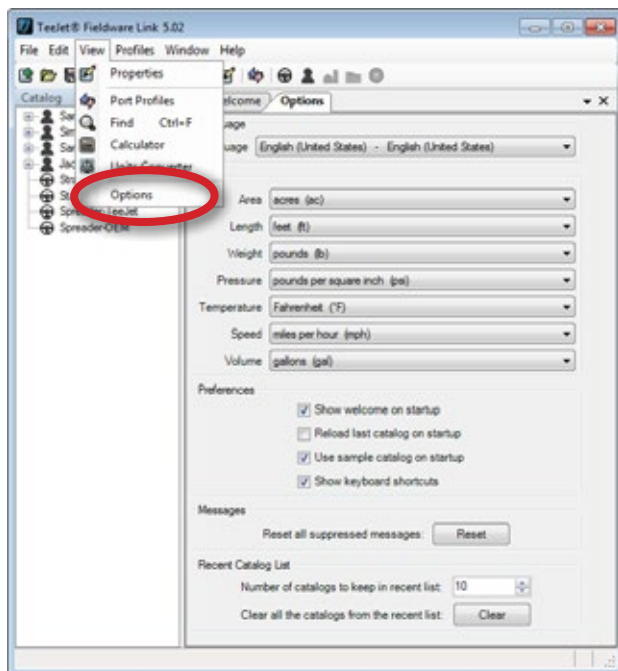 TeeJet® Fieldware Link 5.02
File Edit View Profiles Window Help
Properties
Port Profiles
Find Ctrl+F
Calculator
Units Converter
Options
Catalog
Spreader-TeeJet
Spreader-OEM
Options
English (United States) - English (United States)
Area acres (ac)
Length feet (ft)
Weight pounds (lb)
Pressure pounds per square inch (psi)
Temperature Fahrenheit (°F)
Speed miles per hour (mph)
Volume gallons (gal)
Preferences
Show welcome on startup
Reload last catalog on startup
Use sample catalog on startup
Show keyboard shortcuts
Messages
Reset all suppressed messages: Reset
Recent Catalog List
Number of catalogs to keep in recent list: 10
Clear all the catalogs from the recent list: Clear